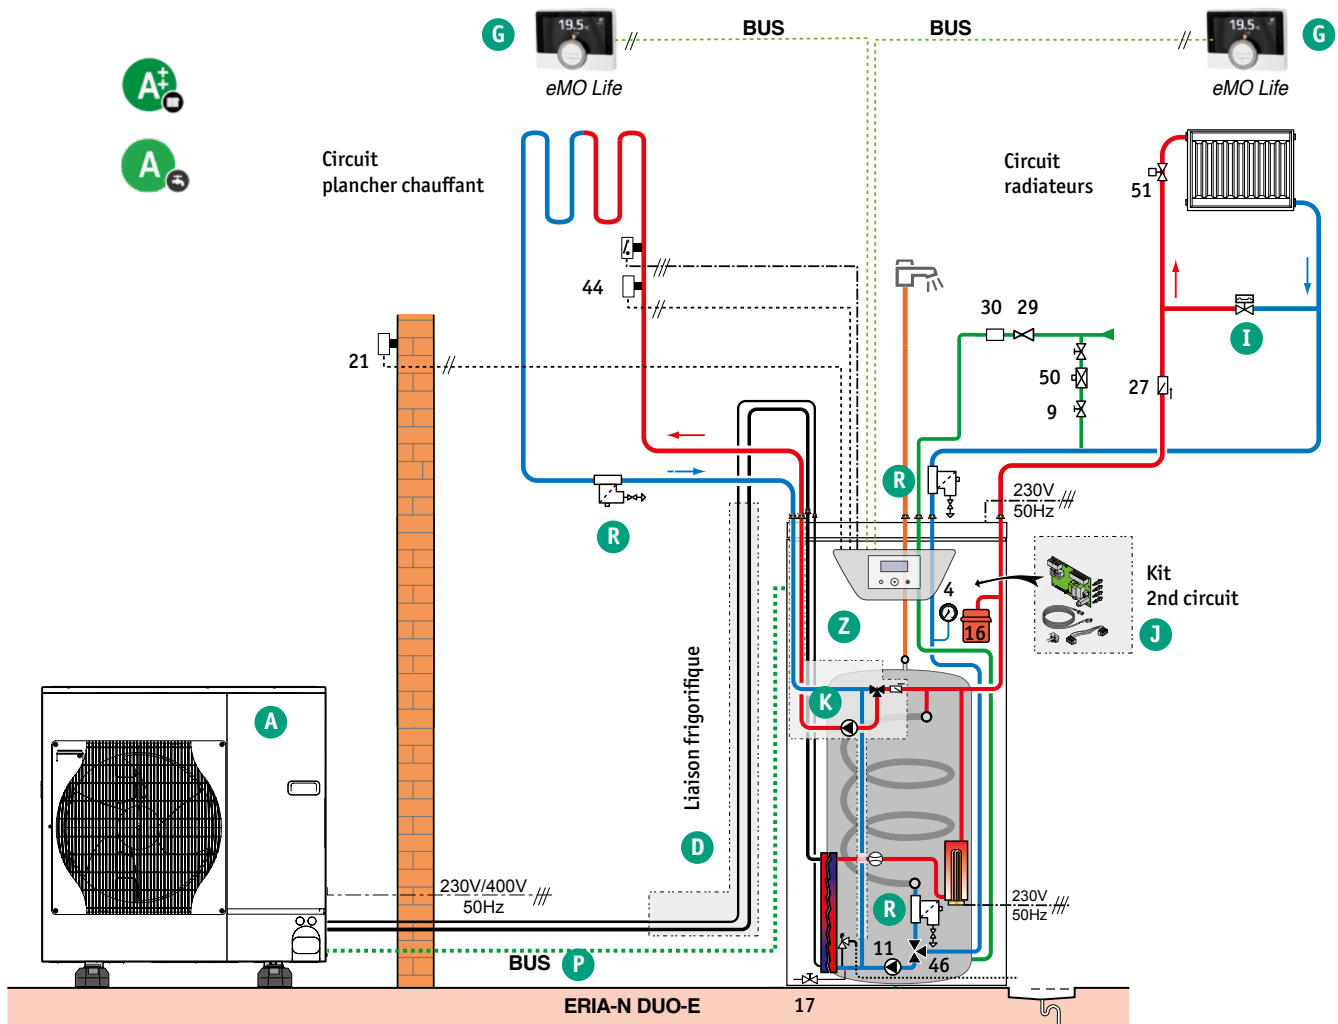 G
19.5°C
BUS
BUS
19.5°C
G
eMO Life
eMO Life
A++
A
Circuit
plancher chauffant
Circuit
radiateurs
51
44
30
29
21
I
50
27
9
R
R
230V
50Hz
4
16
Kit
2nd circuit
J
Z
K
Liaison frigorifique
A
D
230V/400V
50Hz
R
230V
50Hz
11
46
BUS
P
ERIA-N DUO-E
17